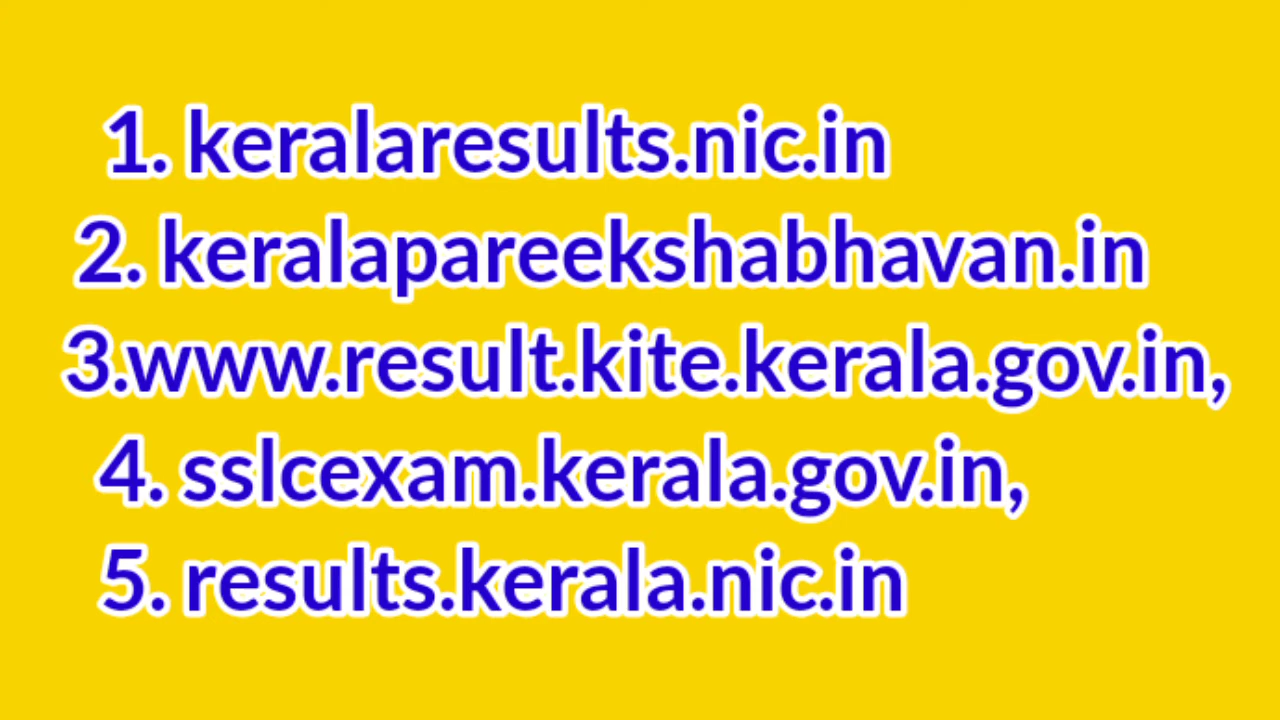 1. keralaresults.nic.in
2. keralapareekshabhavan.in
3.www.result.kite.kerala.gov.in,
4. sslcexam.kerala.gov.in,
5. results.kerala.nic.in